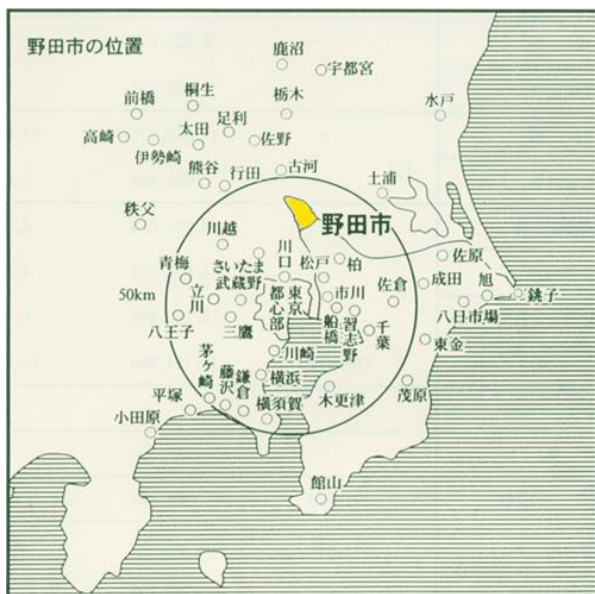 野田市の位置
鹿沼
宇都宮
桐生
栃木
前橋
足利
水戸
高崎
太田
佐野
伊勢崎
熊谷
行田
古河
土浦
秩父
野田市
川越
川口
松戸
柏
佐原
青梅
さいたま
成田
旭
銚子
50km
立川
武蔵野
東京都心部
市川
佐倉
八日市場
八王子
三鷹
船橋
習志野
千葉
東金
川崎
茅ヶ崎
藤沢
鎌倉
横浜
平塚
横須賀
木更津
茂原
小田原
館山